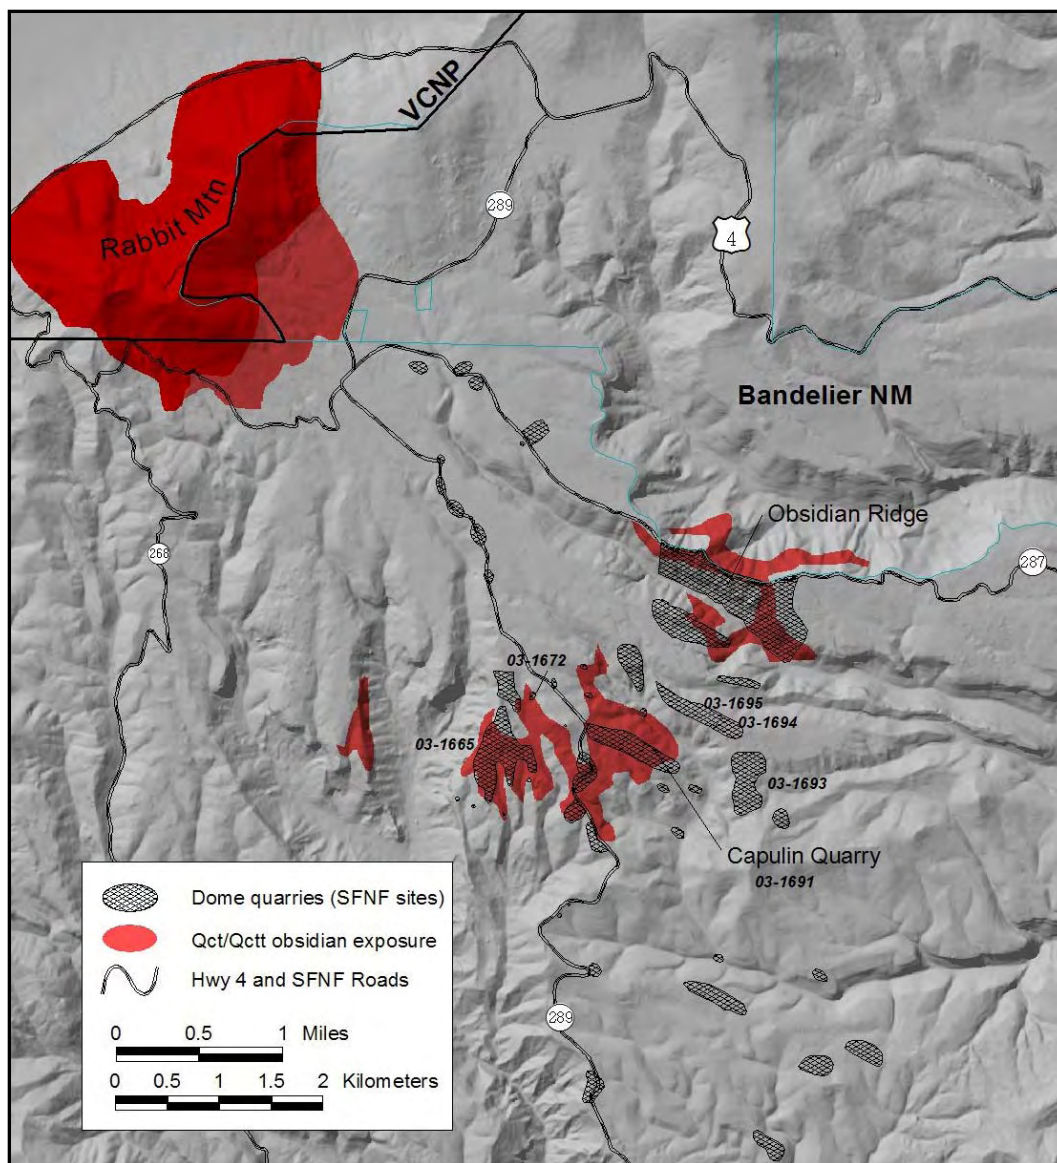 VCNP
Rabbit Mtn
289
4
Bandelier NM
Obsidian Ridge
268
287
03-1672
03-1695
03-1694
03-1665
03-1693
Capulin Quarry
03-1691
289
Dome quarries (SFNF sites)
Qct/Qctt obsidian exposure
Hwy 4 and SFNF Roads
0 0.5 1 Miles
0 0.5 1 1.5 2 Kilometers